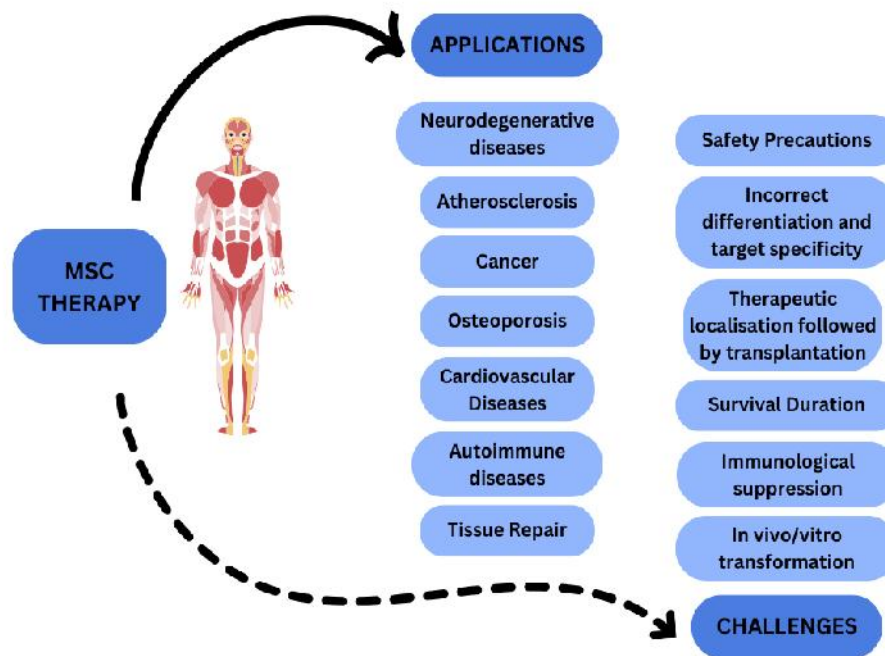 APPLICATIONS
Neurodegenerative
diseases
Atherosclerosis
Cancer
Osteoporosis
Cardiovascular
Diseases
Autoimmune
diseases
Tissue Repair
MSC
THERAPY
Safety Precautions
Incorrect
differentiation and
target specificity
Therapeutic
localisation followed
by transplantation
Survival Duration
Immunological
suppression
In vivo/vitro
transformation
CHALLENGES